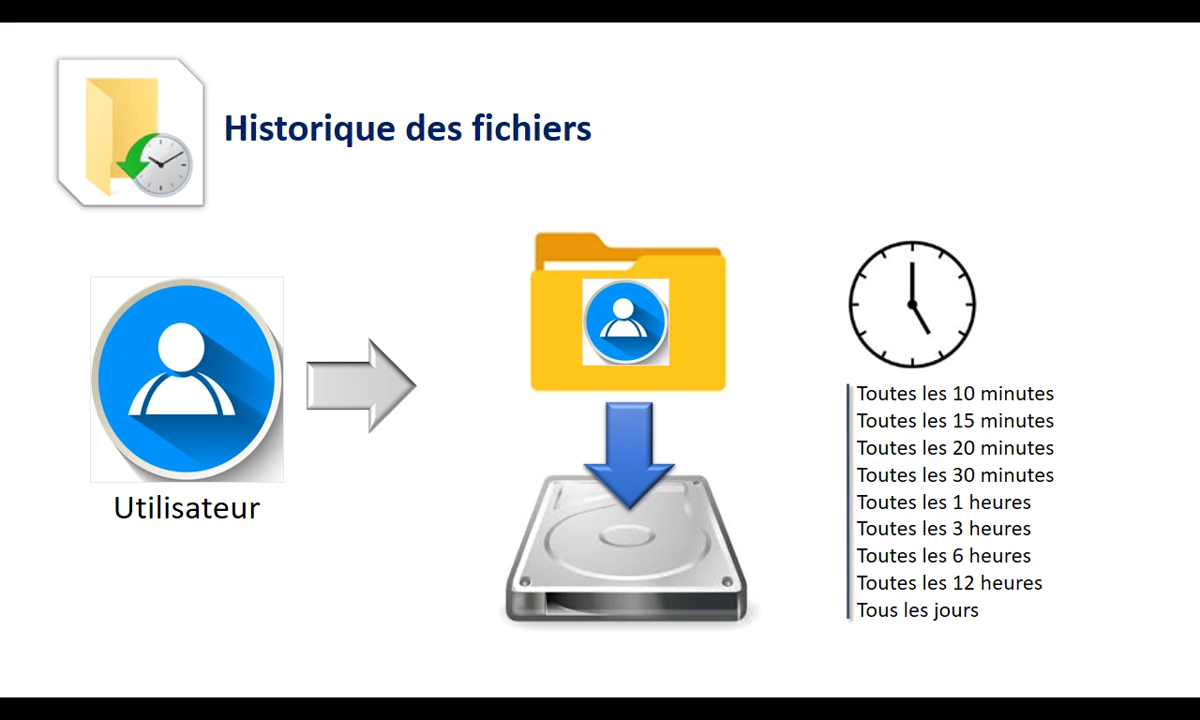 Historique des fichiers
Utilisateur
Toutes les 10 minutes
Toutes les 15 minutes
Toutes les 20 minutes
Toutes les 30 minutes
Toutes les 1 heures
Toutes les 3 heures
Toutes les 6 heures
Toutes les 12 heures
Tous les jours